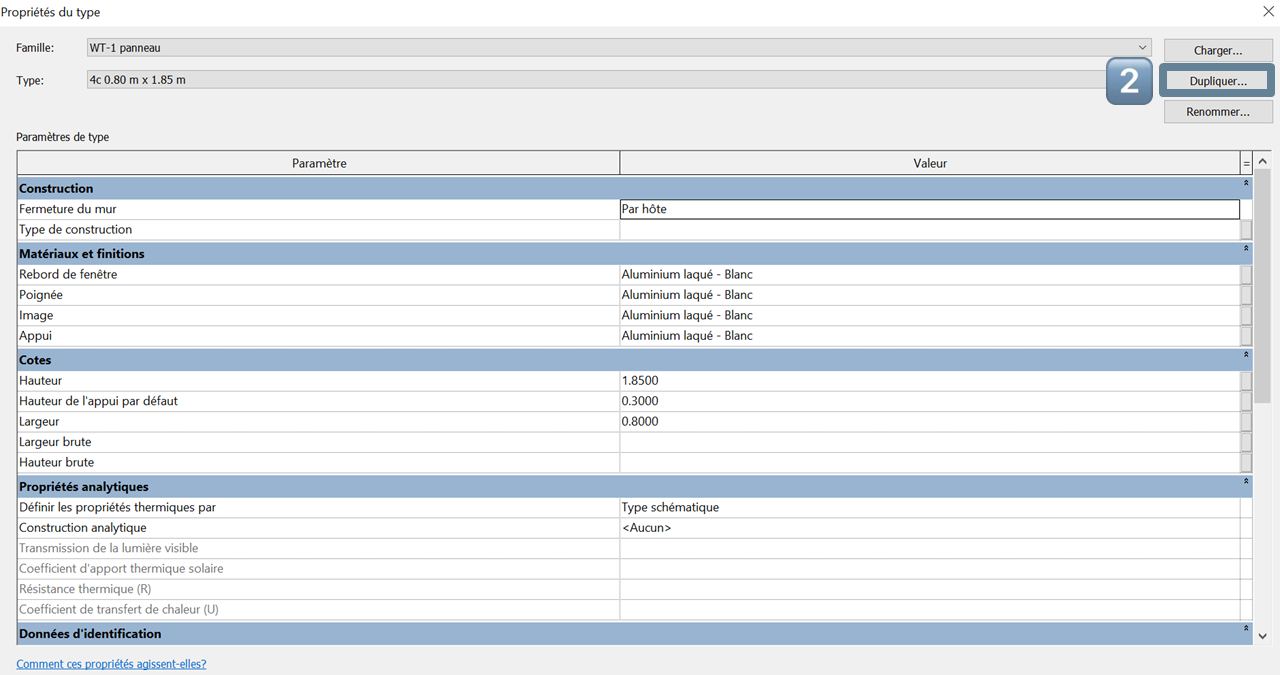 Propriétés du type
Famille: WT-1 panneau Charger...
Type: 4c 0.80 m x 1.85 m 2 Dupliquer...
Renommer...
Paramètres de type
Paramètre Valeur =
Construction
Fermeture du mur Par hôte
Type de construction
Matériaux et finitions
Rebord de fenêtre Aluminium laqué - Blanc
Poignée Aluminium laqué - Blanc
Image Aluminium laqué - Blanc
Appui Aluminium laqué - Blanc
Cotes
Hauteur 1.8500
Hauteur de l'appui par défaut 0.3000
Largeur 0.8000
Largeur brute
Hauteur brute
Propriétés analytiques
Définir les propriétés thermiques par Type schématique
Construction analytique <Aucun>
Transmission de la lumière visible
Coefficient d'apport thermique solaire
Résistance thermique (R)
Coefficient de transfert de chaleur (U)
Données d'identification
Comment ces propriétés agissent-elles?